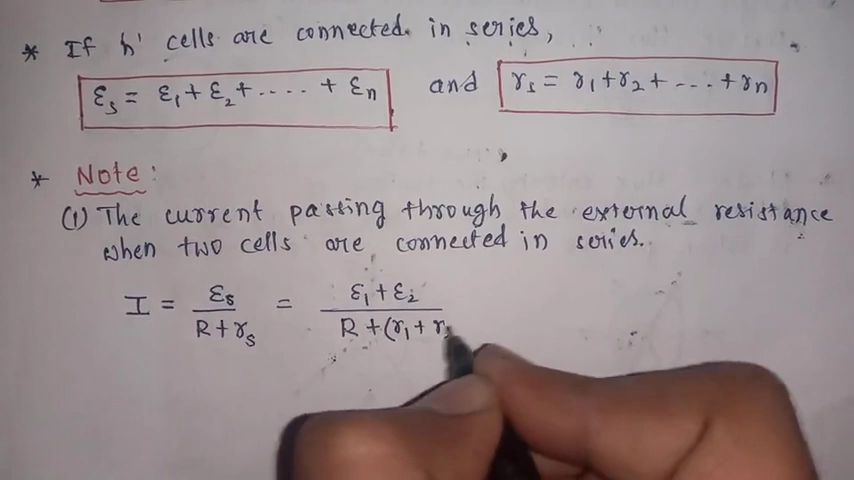 * If 'n' cells are connected in series,
εs = ε1 + ε2 + .... + εn and rs = r1 + r2 + ... + rn
* Note:
(1) The current passing through the external resistance
when two cells are connected in series.
I = εs / (R + rs) = (ε1 + ε2) / (R + (r1 + r